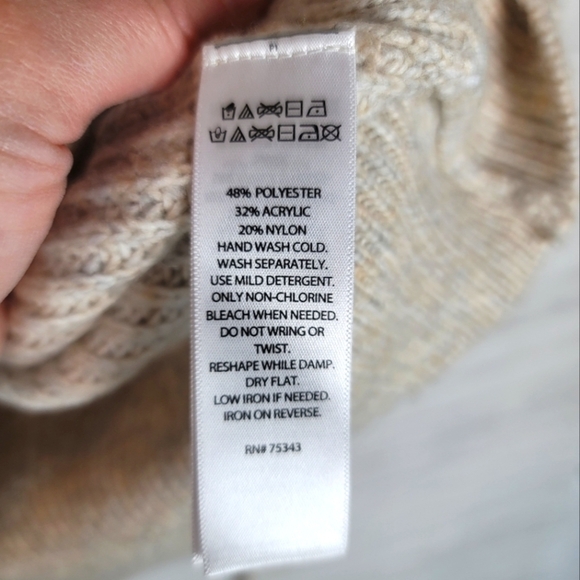 48% POLYESTER
32% ACRYLIC
20% NYLON
HAND WASH COLD.
WASH SEPARATELY.
USE MILD DETERGENT.
ONLY NON-CHLORINE
BLEACH WHEN NEEDED.
DO NOT WRING OR
TWIST.
RESHAPE WHILE DAMP.
DRY FLAT.
LOW IRON IF NEEDED.
IRON ON REVERSE.
RN# 75343